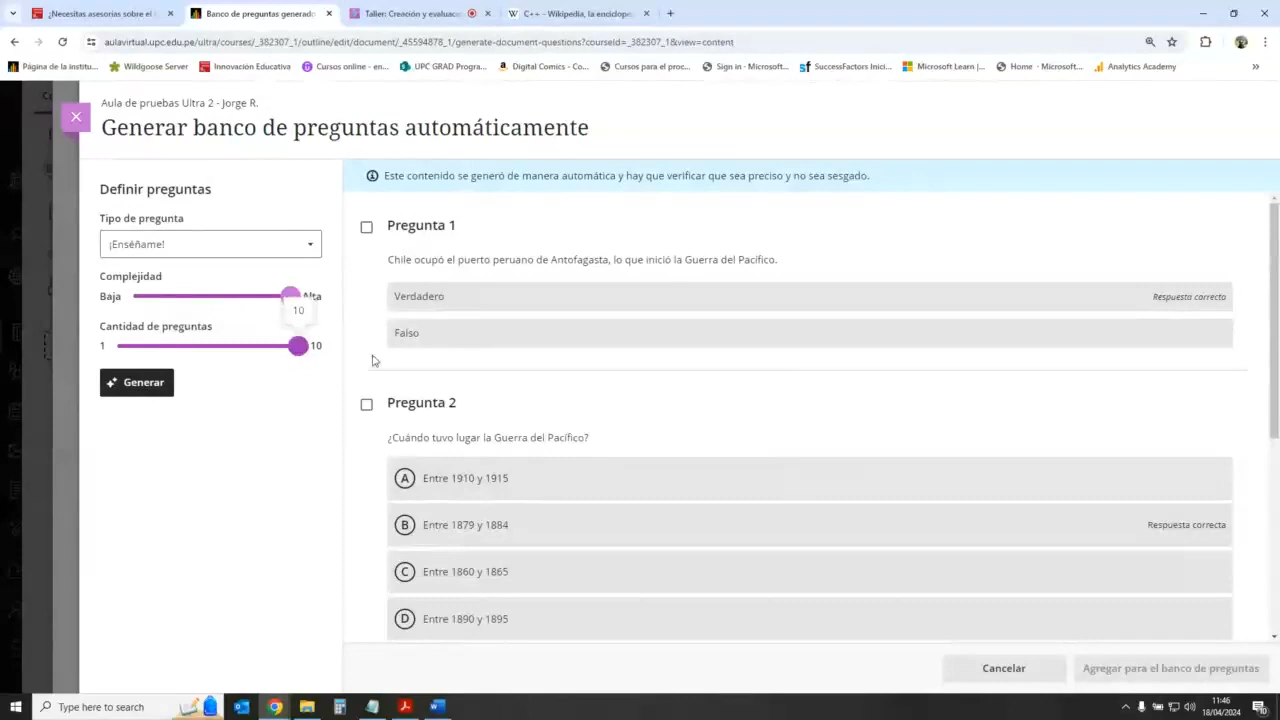 ¿Necesitas asesorías sobre el
Banco de preguntas generado
Taller: Creación y evaluació
C++ - Wikipedia, la encicloped
aulavirtual.upc.edu.pe/ultra/courses/_382307_1/outline/edit/document/_45594878_1/generate-document-questions?courseId=_382307_1&view=content
Página de la institu...
Wildgoose Server
Innovación Educativa
Cursos online - en...
UPC GRAD Progra...
Digital Comics - Co...
Cursos para el proc...
Sign in - Microsoft...
SuccessFactors Inici...
Microsoft Learn |...
Home - Microsoft...
Analytics Academy
Aula de pruebas Ultra 2 - Jorge R.
Generar banco de preguntas automáticamente
Definir preguntas
Tipo de pregunta
¡Enséñame!
Complejidad
Baja
Alta
10
Cantidad de preguntas
1
10
Generar
Este contenido se generó de manera automática y hay que verificar que sea preciso y no sea sesgado.
Pregunta 1
Chile ocupó el puerto peruano de Antofagasta, lo que inició la Guerra del Pacífico.
Verdadero
Respuesta correcta
Falso
Pregunta 2
¿Cuándo tuvo lugar la Guerra del Pacífico?
A Entre 1910 y 1915
B Entre 1879 y 1884
Respuesta correcta
C Entre 1860 y 1865
D Entre 1890 y 1895
Cancelar
Agregar para el banco de preguntas
Type here to search
11:46
18/04/2024